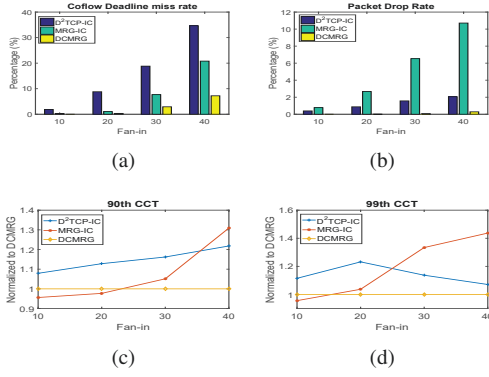 Coflow Deadline miss rate
Percentage (%)
40
30
20
10
0
D²TCP-IC
MRG-IC
DCMRG
10 20 30 40
Fan-in
(a)
Packet Drop Rate
Percentage (%)
12
10
8
6
4
2
0
D²TCP-IC
MRG-IC
DCMRG
10 20 30 40
Fan-in
(b)
90th CCT
Normalized to DCMRG
1.4
1.3
1.2
1.1
1
0.9
D²TCP-IC
MRG-IC
DCMRG
10 20 30 40
Fan-in
(c)
99th CCT
Normalized to DCMRG
1.6
1.4
1.2
1
D²TCP-IC
MRG-IC
DCMRG
10 20 30 40
Fan-in
(d)